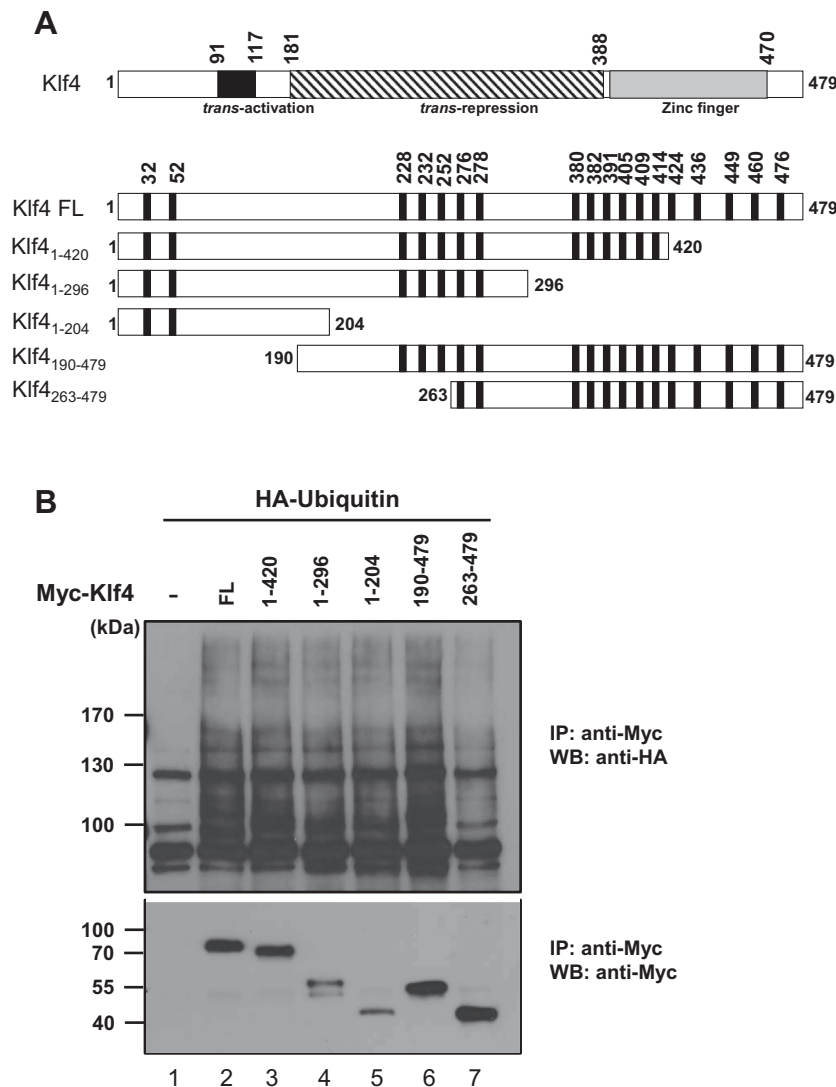 A
91 117 181 388 470
Klf4 1 479
trans-activation trans-repression Zinc finger
32 52 228 232 252 276 278 380 382 391 405 409 414 424 436 449 460 476
Klf4 FL 1 479
Klf4₁₋₄₂₀ 1 420
Klf4₁₋₂₉₆ 1 296
Klf4₁₋₂₀₄ 1 204
Klf4₁₉₀₋₄₇₉ 190 479
Klf4₂₆₃₋₄₇₉ 263 479
B
HA-Ubiquitin
Myc-Klf4 - FL 1-420 1-296 1-204 190-479 263-479
(kDa)
170
130
100
IP: anti-Myc
WB: anti-HA
100
70
55
40
IP: anti-Myc
WB: anti-Myc
1 2 3 4 5 6 7